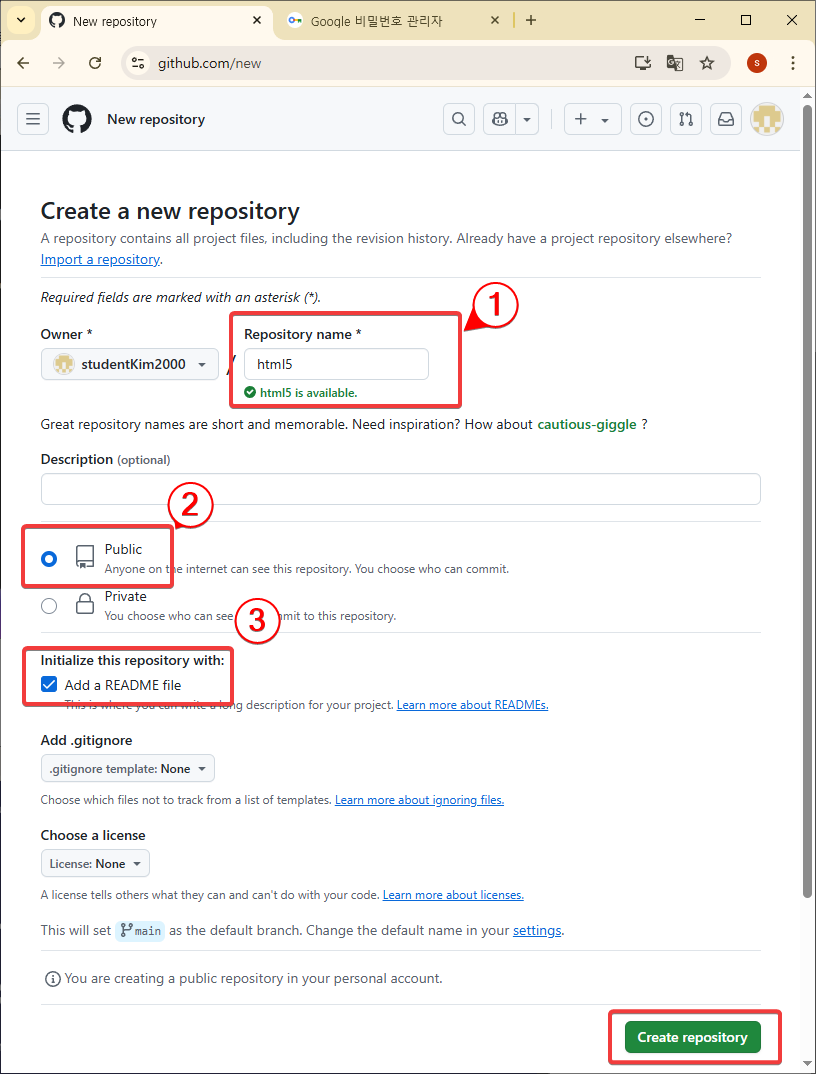 New repository
Google 비밀번호 관리자
github.com/new
s
New repository
Create a new repository
A repository contains all project files, including the revision history. Already have a project repository elsewhere?
Import a repository.
Required fields are marked with an asterisk (*).
1
Owner *
Repository name *
studentKim2000
/
html5
html5 is available.
Great repository names are short and memorable. Need inspiration? How about cautious-giggle ?
Description (optional)
2
Public
Anyone on the internet can see this repository. You choose who can commit.
Private
You choose who can see mit to this repository.
3
Initialize this repository with:
Add a README file
This is where you can write a long description for your project. Learn more about READMEs.
Add .gitignore
.gitignore template: None
Choose which files not to track from a list of templates. Learn more about ignoring files.
Choose a license
License: None
A license tells others what they can and can't do with your code. Learn more about licenses.
This will set main as the default branch. Change the default name in your settings.
You are creating a public repository in your personal account.
Create repository